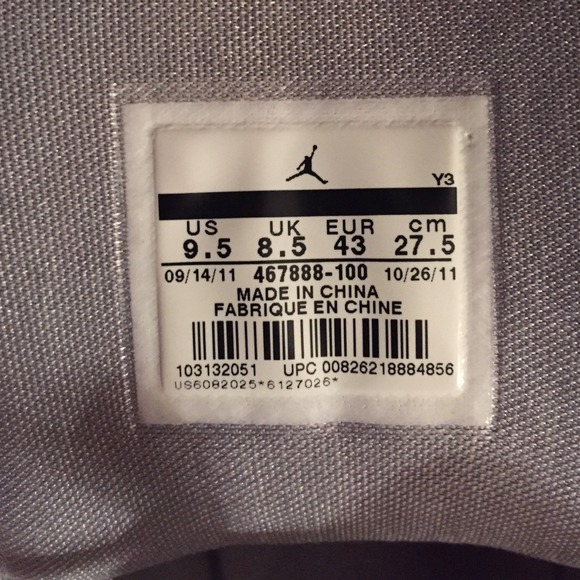 Y3
US UK EUR cm
9.5 8.5 43 27.5
09/14/11 467888-100 10/26/11
MADE IN CHINA
FABRIQUE EN CHINE
103132051 UPC 00826218884856
US6082025*6127026*